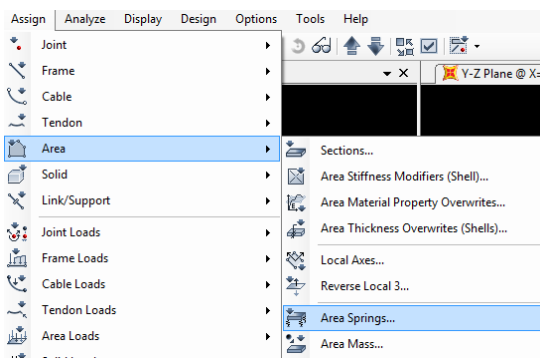 Assign Analyze Display Design Options Tools Help
Joint
Frame
Y-Z Plane @ X=
Cable
Tendon
Area
Sections...
Solid
Area Stiffness Modifiers (Shell)...
Link/Support
Area Material Property Overwrites...
Area Thickness Overwrites (Shells)...
Joint Loads
Frame Loads
Local Axes...
Cable Loads
Reverse Local 3...
Tendon Loads
Area Springs...
Area Loads
Area Mass...